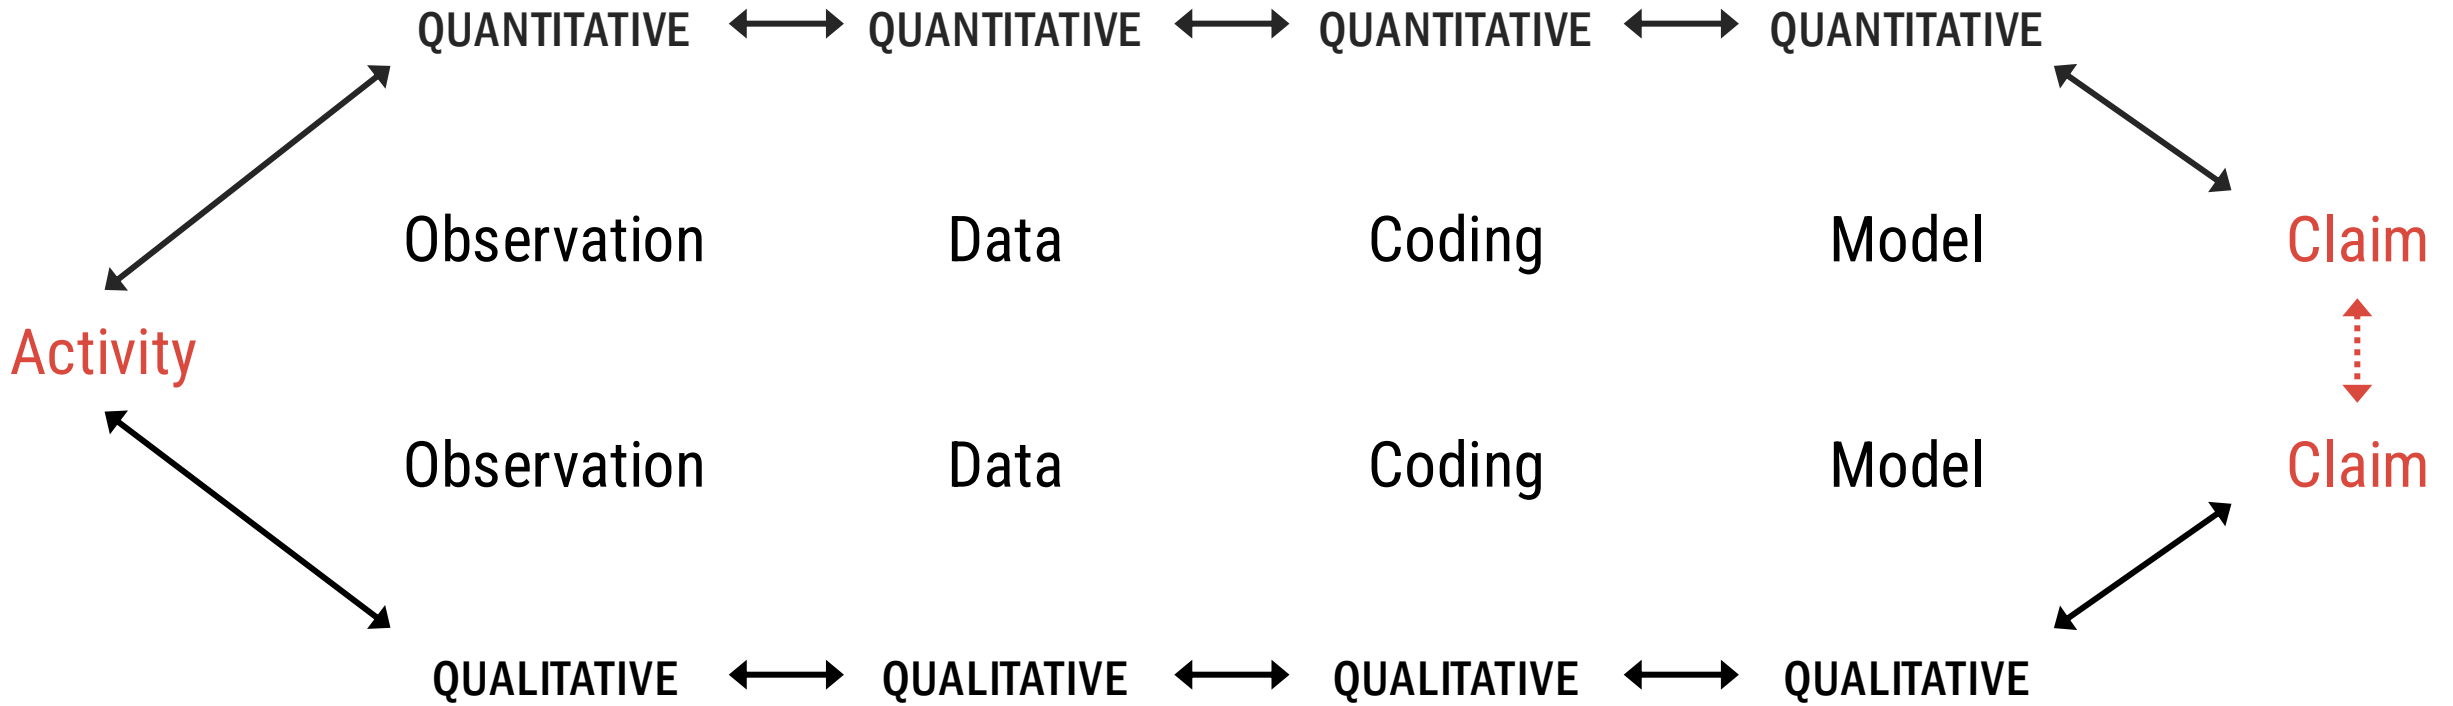 QUANTITATIVE QUANTITATIVE QUANTITATIVE QUANTITATIVE
Observation Data Coding Model Claim
Activity
Observation Data Coding Model Claim
QUALITATIVE QUALITATIVE QUALITATIVE QUALITATIVE